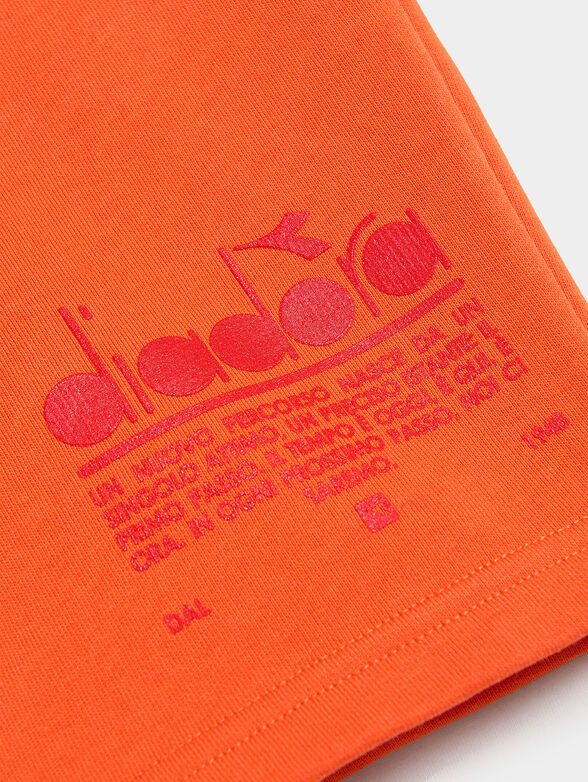 diadora
UN NUOVO PERCORSO NASCE DA UN
SINGOLO ATTIMO. UN PRECISO ISTANTE IL
PRIMO PASSO. IL TEMPO È OGGI. È QUI. È
ORA. IN OGNI PROSSIMO PASSO, NOI CI
SAREMO.
DAL
1948